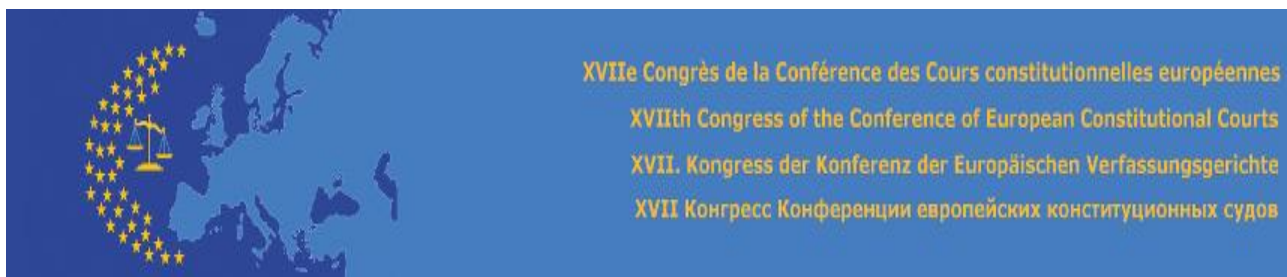 XVIIe Congrès de la Conférence des Cours constitutionnelles européennes
XVIIth Congress of the Conference of European Constitutional Courts
XVII. Kongress der Konferenz der Europäischen Verfassungsgerichte
XVII Конгресс Конференции европейских конституционных судов